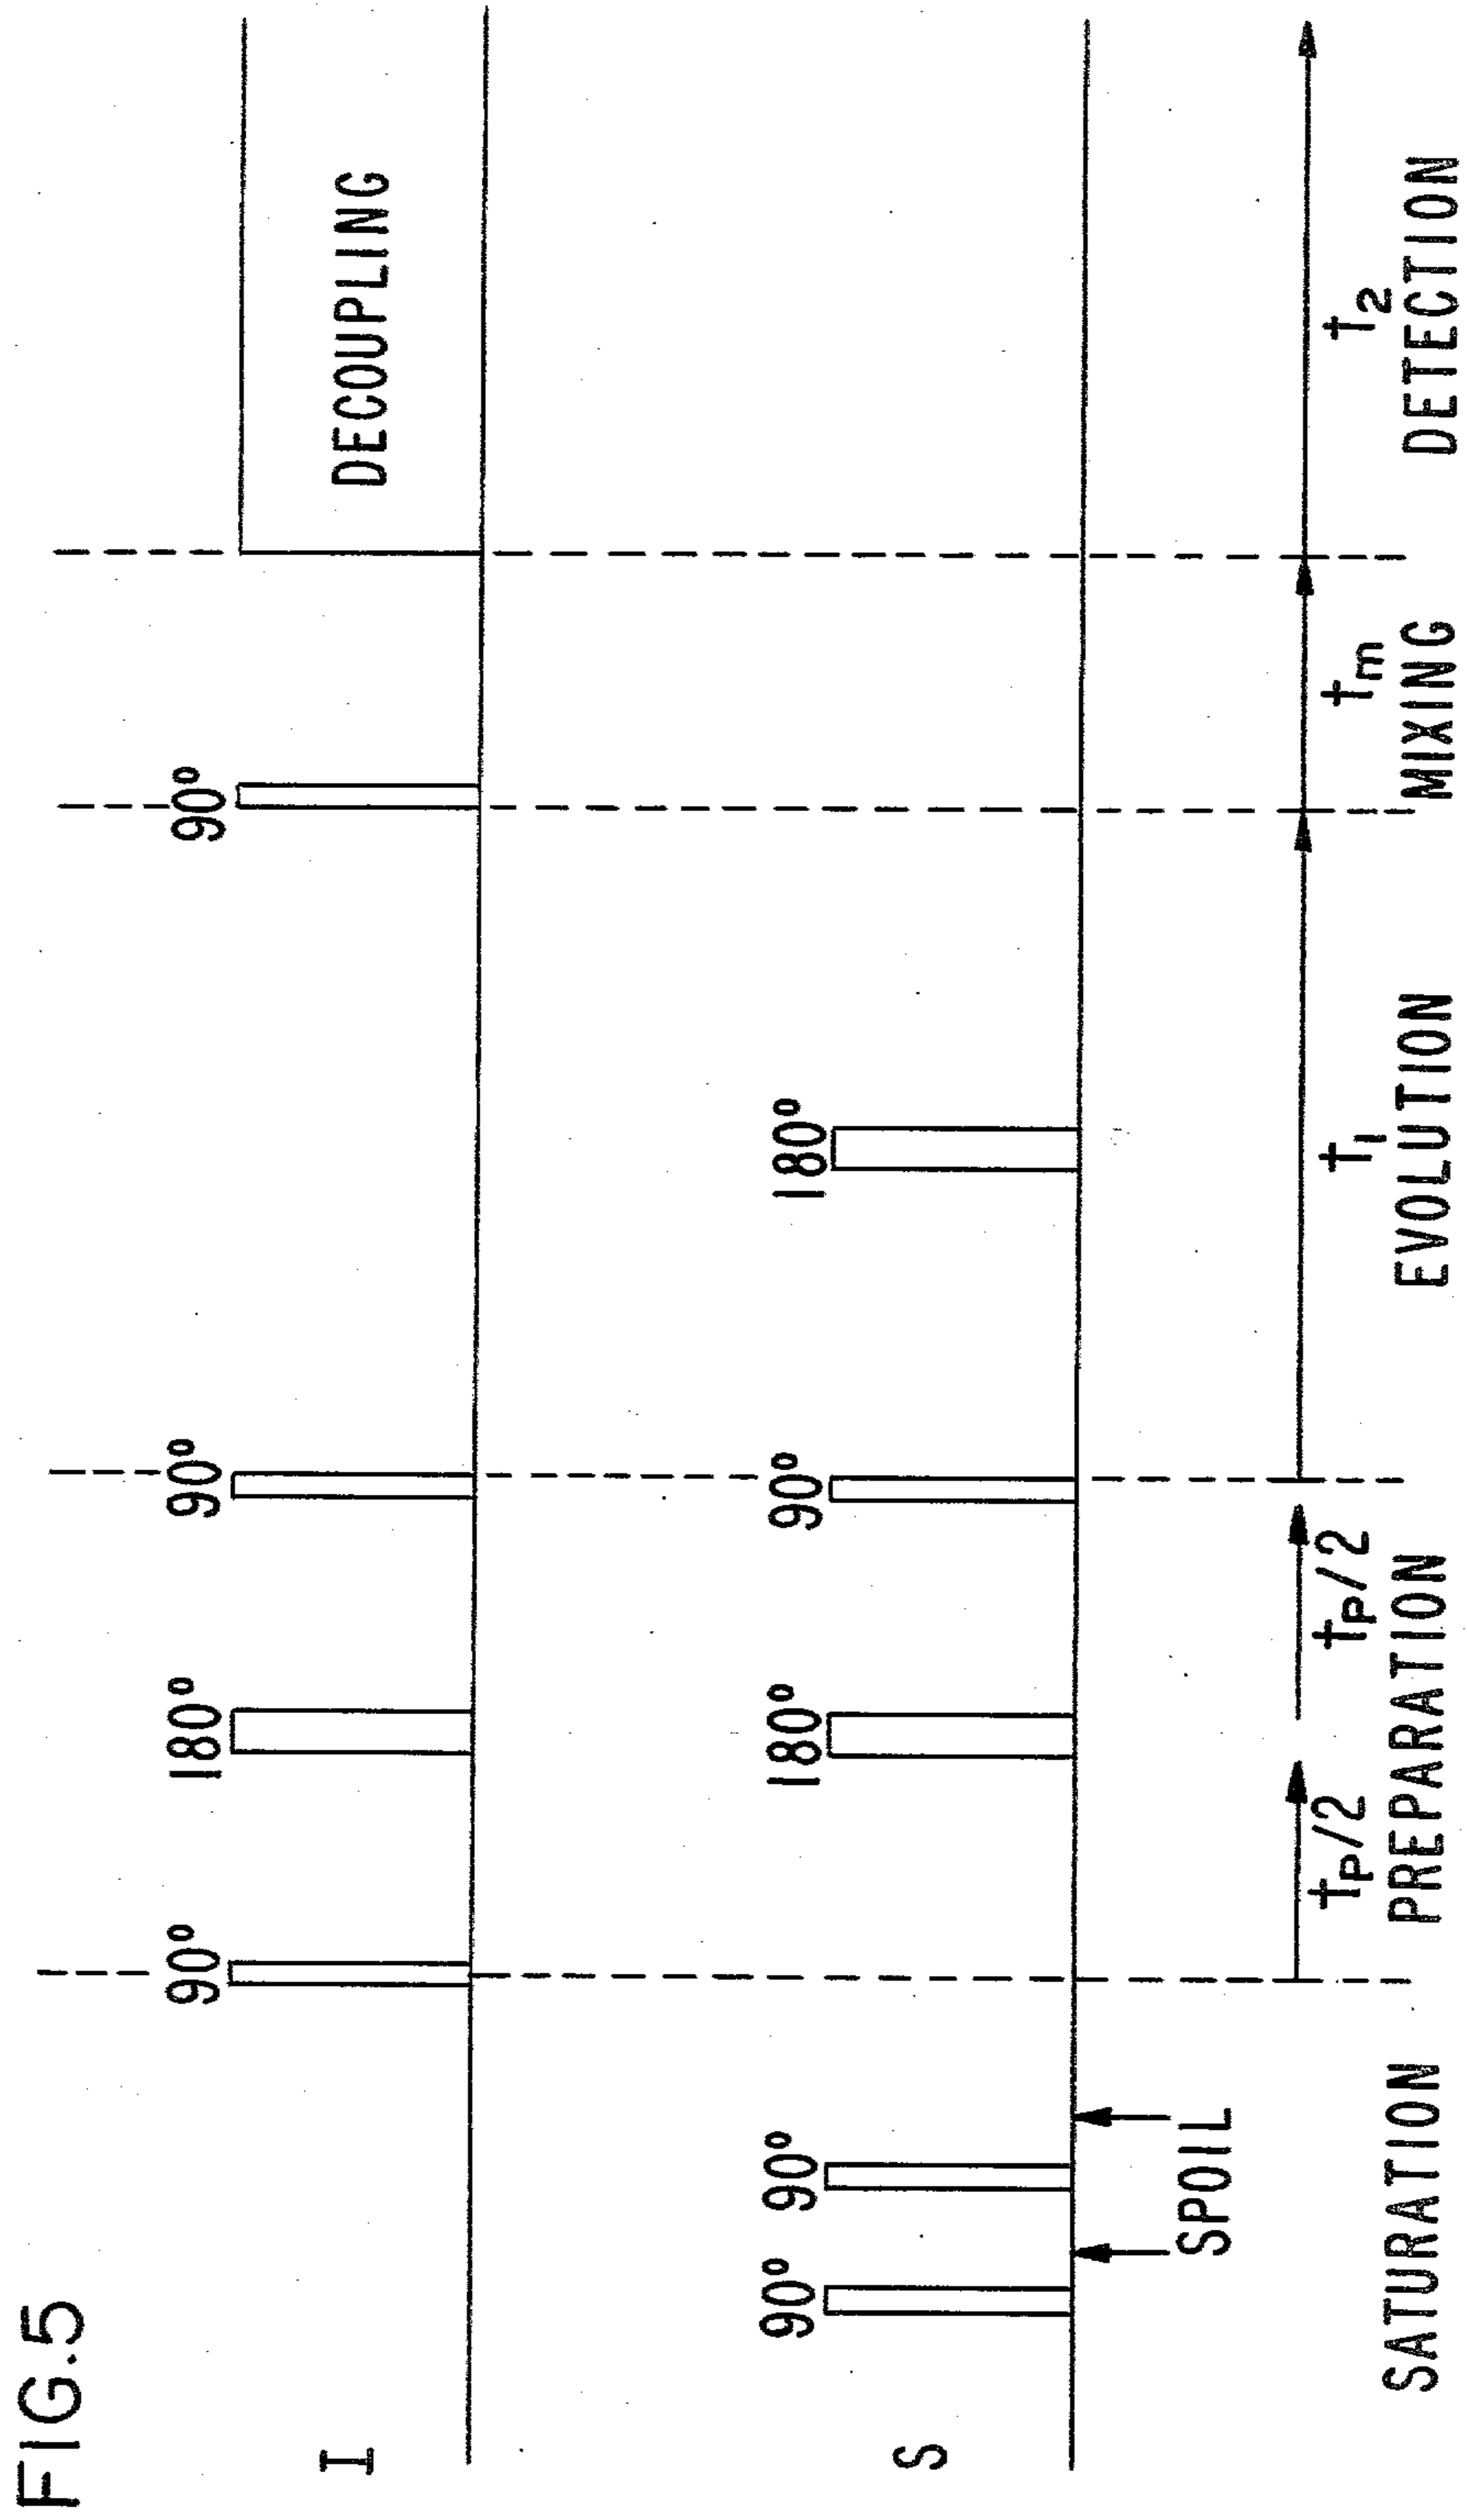 FIG.5
I
90°
180°
90°
90°
DECOUPLING
S
90°
90°
180°
90°
180°
SPOIL
tp/2
tp/2
t1
tm
t2
SATURATION
PREPARATION
EVOLUTION
MIXING
DETECTION